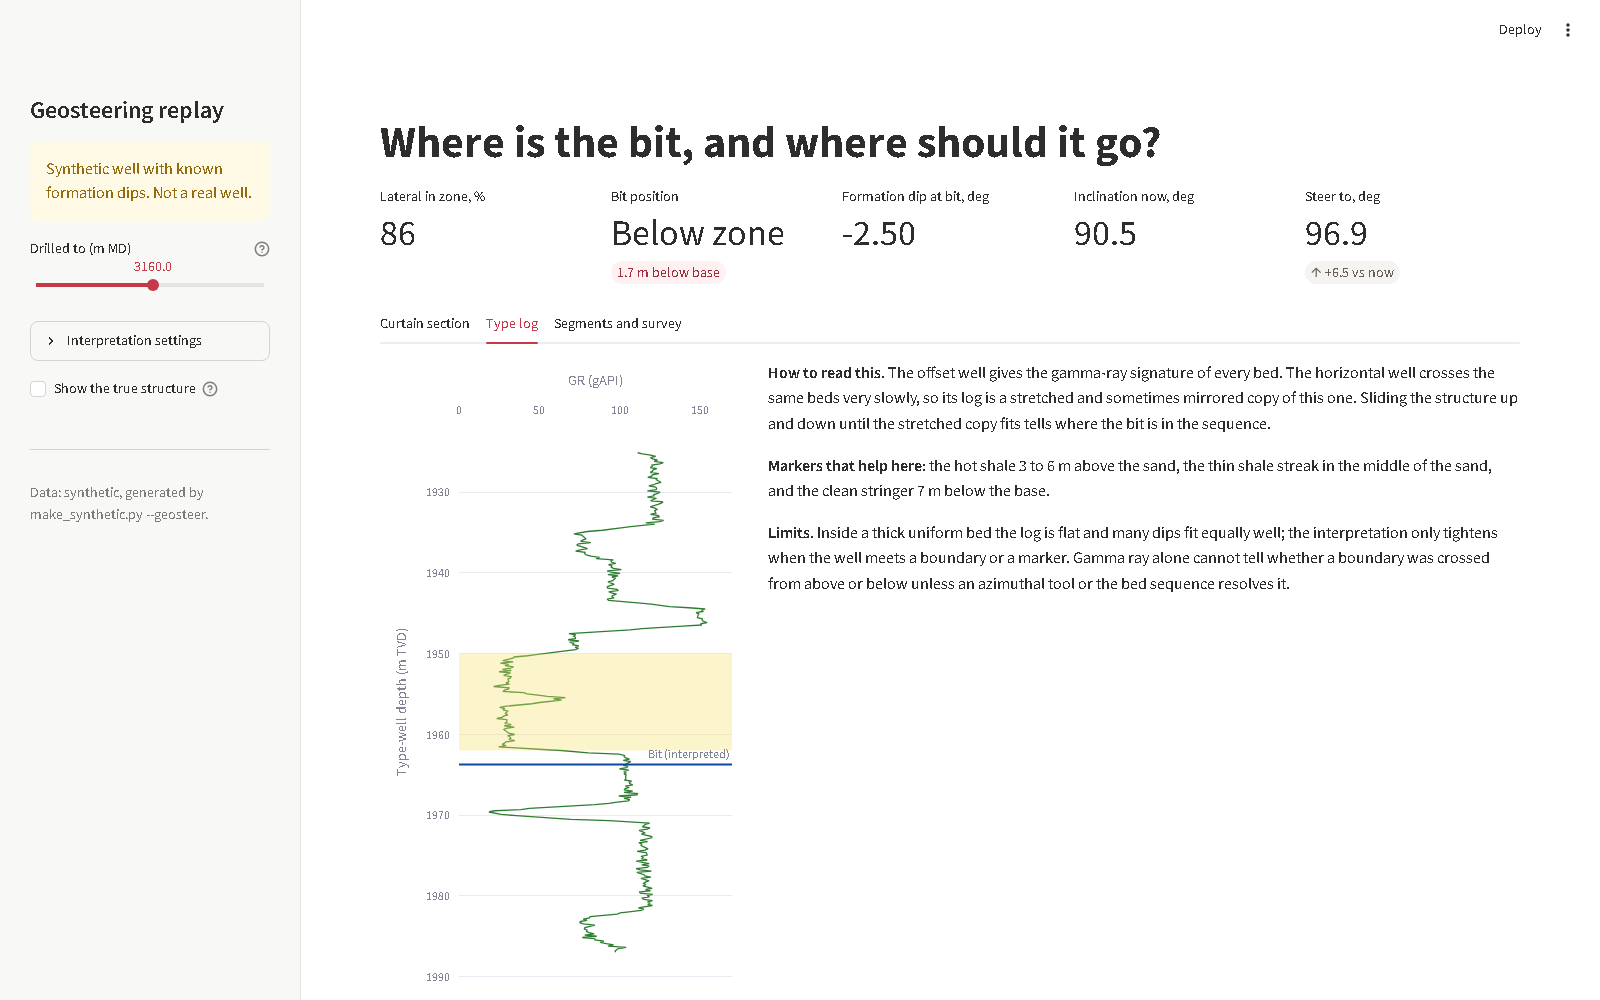 Deploy
Geosteering replay
Synthetic well with known
formation dips. Not a real well.
Drilled to (m MD)
3160.0
Interpretation settings
Show the true structure
Data: synthetic, generated by
make_synthetic.py --geosteer.
Where is the bit, and where should it go?
Lateral in zone, %
86
Bit position
Below zone
1.7 m below base
Formation dip at bit, deg
-2.50
Inclination now, deg
90.5
Steer to, deg
96.9
↑ +6.5 vs now
Curtain section
Type log
Segments and survey
GR (gAPI)
0 50 100 150
Type-well depth (m TVD)
1930
1940
1950
1960
Bit (interpreted)
1970
1980
1990
How to read this. The offset well gives the gamma-ray signature of every bed. The horizontal well crosses the
same beds very slowly, so its log is a stretched and sometimes mirrored copy of this one. Sliding the structure up
and down until the stretched copy fits tells where the bit is in the sequence.
Markers that help here: the hot shale 3 to 6 m above the sand, the thin shale streak in the middle of the sand,
and the clean stringer 7 m below the base.
Limits. Inside a thick uniform bed the log is flat and many dips fit equally well; the interpretation only tightens
when the well meets a boundary or a marker. Gamma ray alone cannot tell whether a boundary was crossed
from above or below unless an azimuthal tool or the bed sequence resolves it.